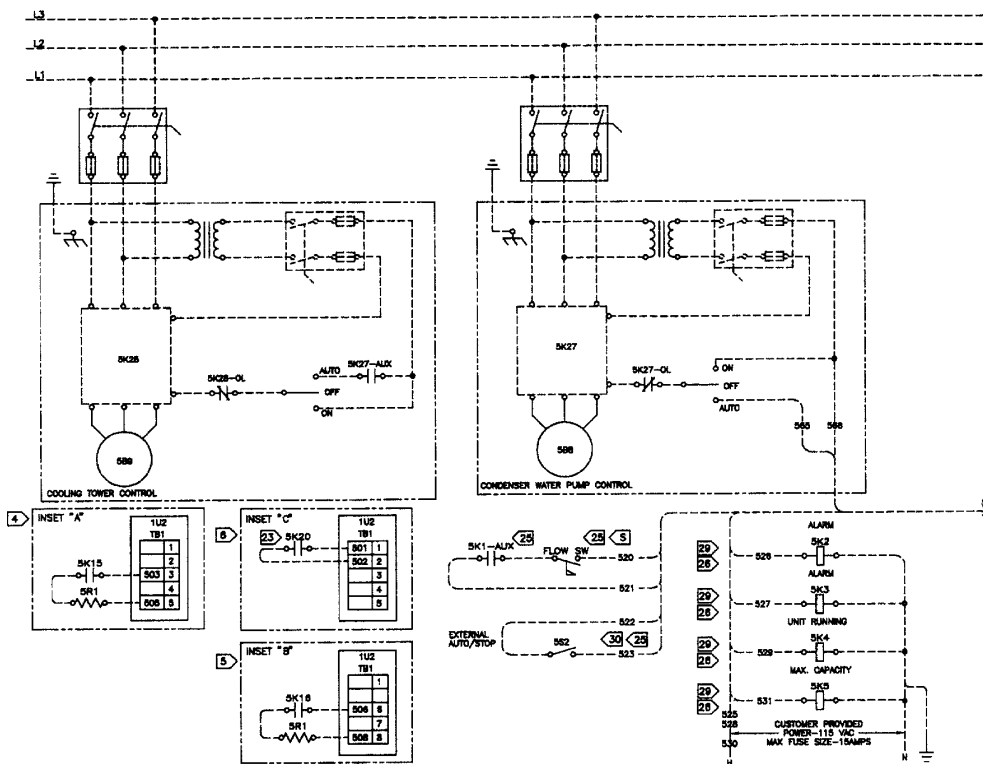 L3
L2
L1
5K28
5K28-OL
AUTO
5K27-AUX
OFF
ON
5B9
COOLING TOWER CONTROL
5K27
5K27-OL
ON
OFF
AUTO
565
566
5B8
CONDENSER WATER PUMP CONTROL
4
INSET "A"
1U2
TB1
1
2
503 3
4
505 5
5K15
5R1
6
INSET "C"
23
5K20
1U2
TB1
501 1
502 2
3
4
5
5
INSET "B"
1U2
TB1
1
506 6
7
508 8
5K16
5R1
5K1-AUX
25
FLOW SW
25
S
520
521
522
EXTERNAL
AUTO/STOP
5S2
30
25
523
ALARM
29
26
526
5K2
ALARM
29
26
527
5K3
UNIT RUNNING
29
26
529
5K4
MAX. CAPACITY
29
26
531
5K5
525
528
530
CUSTOMER PROVIDED
POWER-115 VAC
MAX FUSE SIZE-15AMPS
H
N